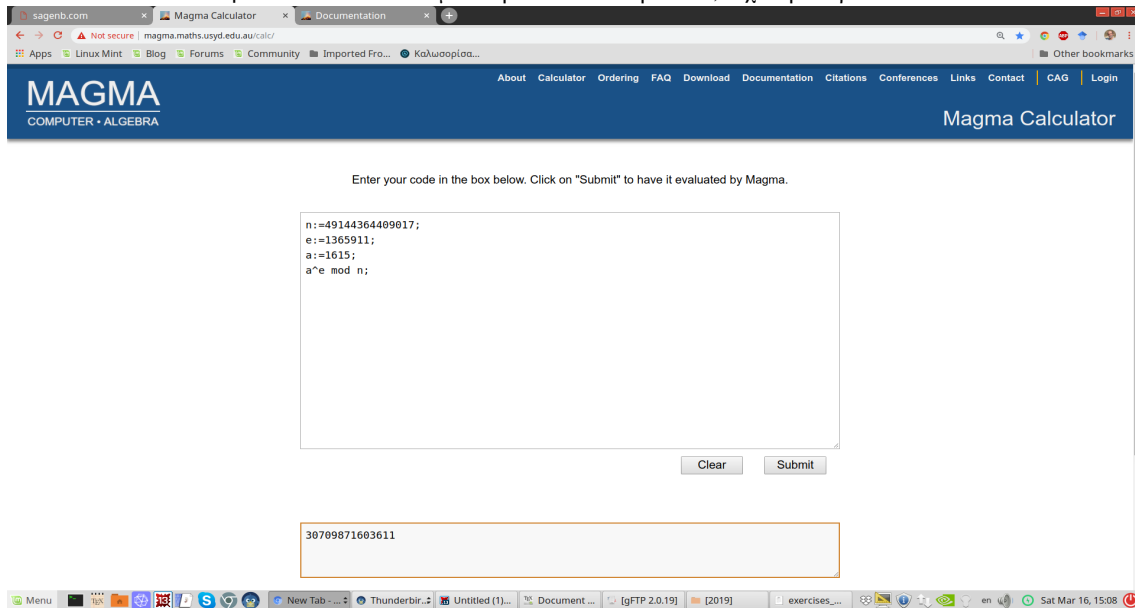 sagenb.com
Magma Calculator
Documentation
Not secure | magma.maths.usyd.edu.au/calc/
Apps Linux Mint Blog Forums Community Imported Fro... Καλωσορίσα... Other bookmarks
About Calculator Ordering FAQ Download Documentation Citations Conferences Links Contact CAG Login
MAGMA
COMPUTER • ALGEBRA
Magma Calculator
Enter your code in the box below. Click on "Submit" to have it evaluated by Magma.
n:=49144364409017;
e:=1365911;
a:=1615;
a^e mod n;
Clear Submit
30709871603611
Menu New Tab - ... Thunderbir... Untitled (1)... Document ... [gFTP 2.0.19] [2019] exercises_... en Sat Mar 16, 15:08